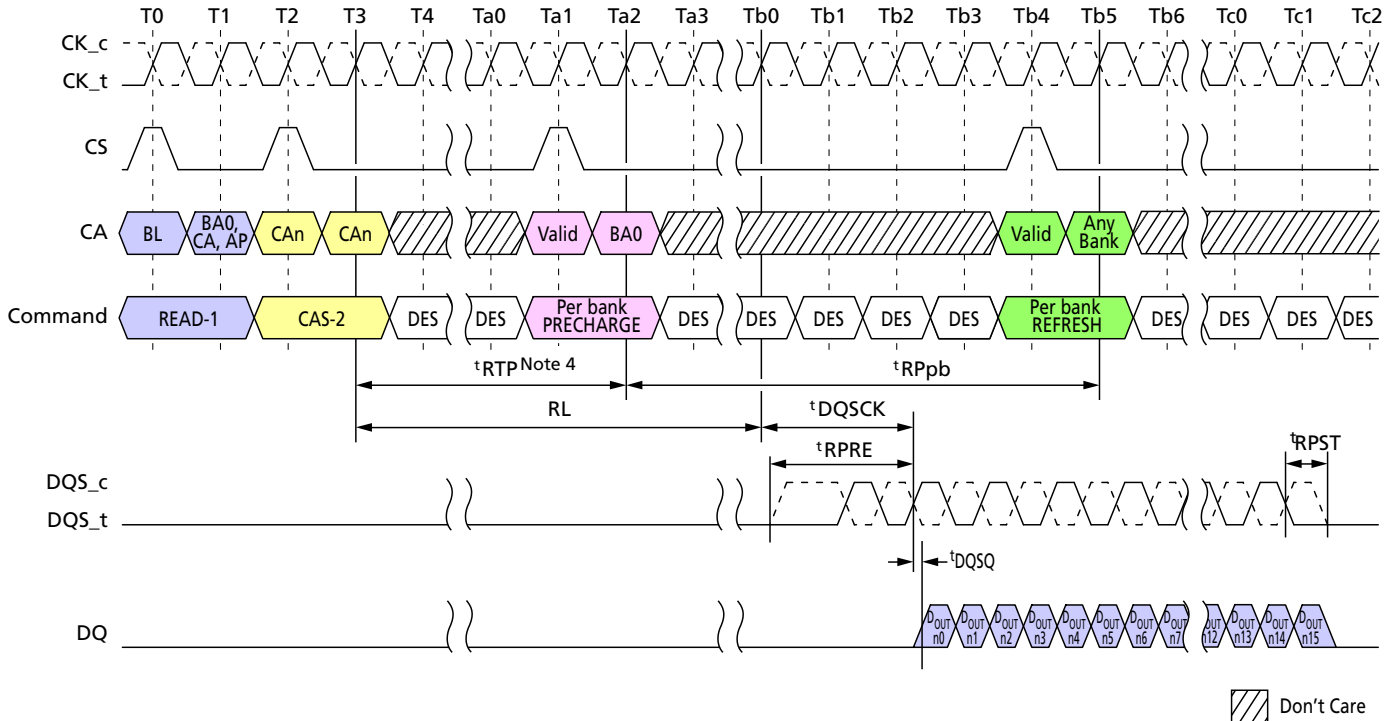 T0 T1 T2 T3 T4 Ta0 Ta1 Ta2 Ta3 Tb0 Tb1 Tb2 Tb3 Tb4 Tb5 Tb6 Tc0 Tc1 Tc2
CK_c
CK_t
CS
CA BL BA0, CA, AP CAn CAn Valid BA0 Valid Any Bank
Command READ-1 CAS-2 DES DES Per bank PRECHARGE DES DES DES DES DES Per bank REFRESH DES DES DES DES
tRTP Note 4 tRPpb
RL tDQSCK
tRPRE tRPST
DQS_c
DQS_t
tDQSQ
DQ DOUT n0 DOUT n1 DOUT n2 DOUT n3 DOUT n4 DOUT n5 DOUT n6 DOUT n7 DOUT n12 DOUT n13 DOUT n14 DOUT n15
Don't Care